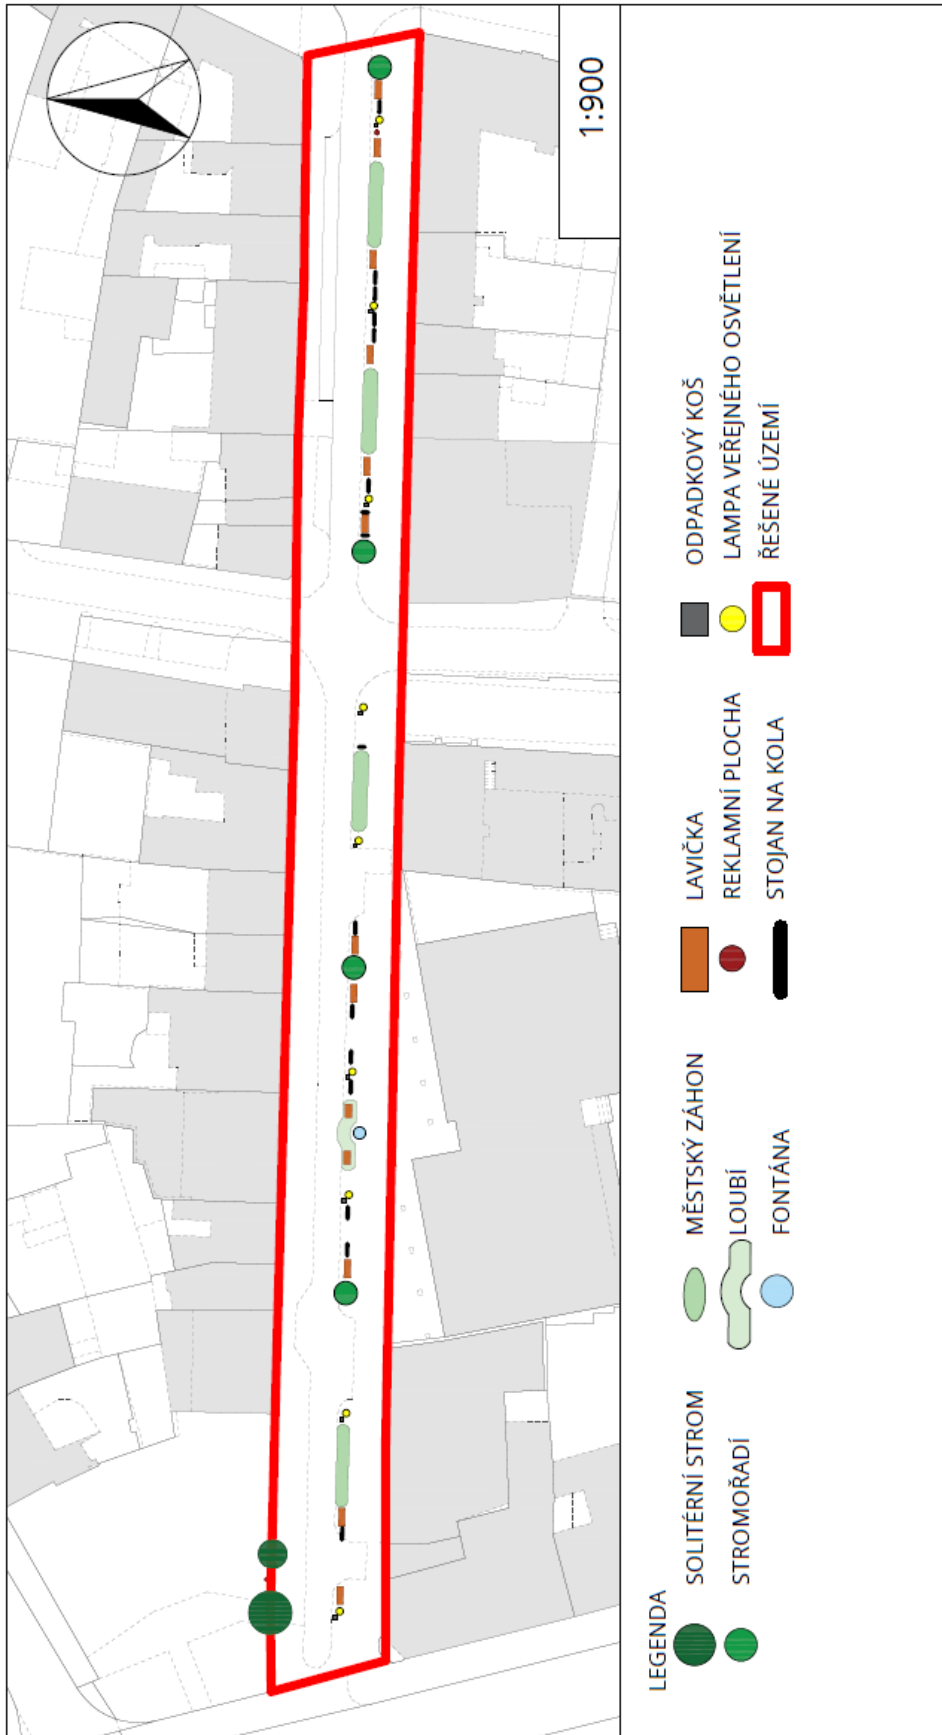 1:900
LEGENDA
SOLITÉRNÍ STROM
STROMOŘADÍ
MĚSTSKÝ ZÁHON
LOUBÍ
FONTÁNA
LAVIČKA
REKLAMNÍ PLOCHA
STOJAN NA KOLA
ODPADKOVÝ KOŠ
LAMPA VEŘEJNÉHO OSVĚTLENÍ
ŘEŠENÉ ÚZEMÍ